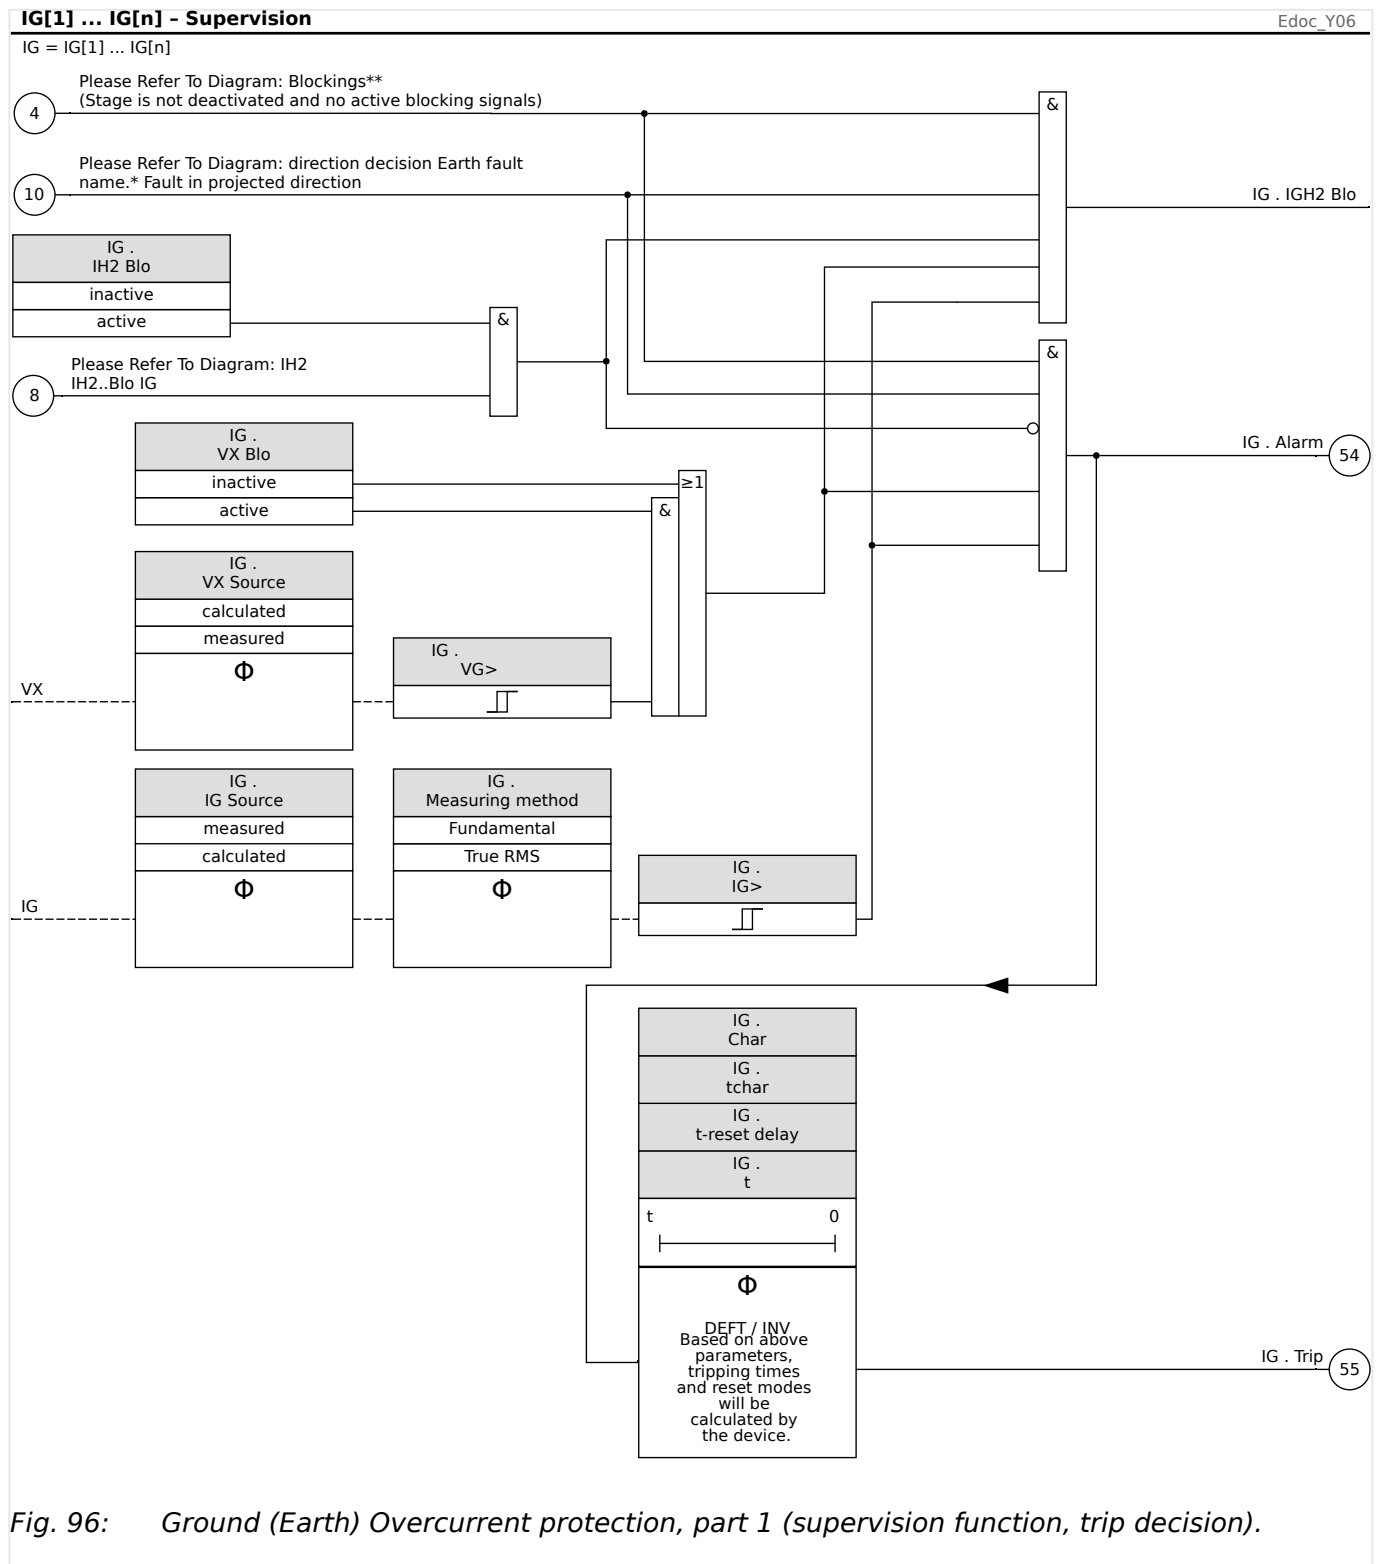 IG[1] ... IG[n] – Supervision
Edoc_Y06
IG = IG[1] ... IG[n]
Please Refer To Diagram: Blockings**
(Stage is not deactivated and no active blocking signals)
4
&
Please Refer To Diagram: direction decision Earth fault
name.* Fault in projected direction
10
IG . IGH2 Blo
IG .
IH2 Blo
inactive
active
&
Please Refer To Diagram: IH2
IH2..Blo IG
8
&
IG . Alarm
54
IG .
VX Blo
inactive
active
≥1
&
IG .
VX Source
calculated
measured
Φ
VX
IG .
VG>
IG .
IG Source
measured
calculated
Φ
IG
IG .
Measuring method
Fundamental
True RMS
Φ
IG .
IG>
IG .
Char
IG .
tchar
IG .
t-reset delay
IG .
t
t 0
Φ
DEFT / INV
Based on above
parameters,
tripping times
and reset modes
will be
calculated by
the device.
IG . Trip
55
Fig. 96: Ground (Earth) Overcurrent protection, part 1 (supervision function, trip decision).